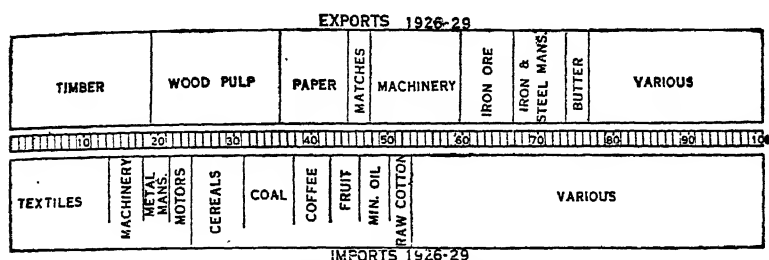 EXPORTS 1926-29
TIMBER
WOOD PULP
PAPER
MATCHES
MACHINERY
IRON ORE
IRON &
STEEL MANS.
BUTTER
VARIOUS
10 20 30 40 50 60 70 80 90 100
TEXTILES
MACHINERY
METAL
MANS.
MOTORS
CEREALS
COAL
COFFEE
FRUIT
MIN. OIL
RAW COTTON
VARIOUS
IMPORTS 1926-29